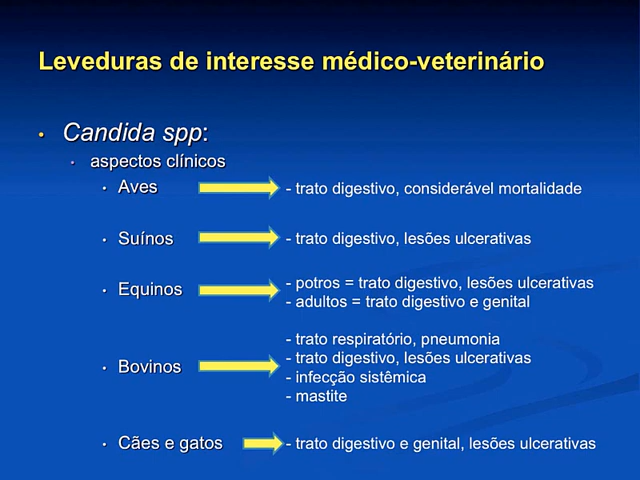 Leveduras de interesse médico-veterinário
• Candida spp:
• aspectos clínicos
• Aves - trato digestivo, considerável mortalidade
• Suínos - trato digestivo, lesões ulcerativas
• Equinos - potros = trato digestivo, lesões ulcerativas
- adultos = trato digestivo e genital
- trato respiratório, pneumonia
- trato digestivo, lesões ulcerativas
• Bovinos
- infecção sistêmica
- mastite
• Cães e gatos - trato digestivo e genital, lesões ulcerativas